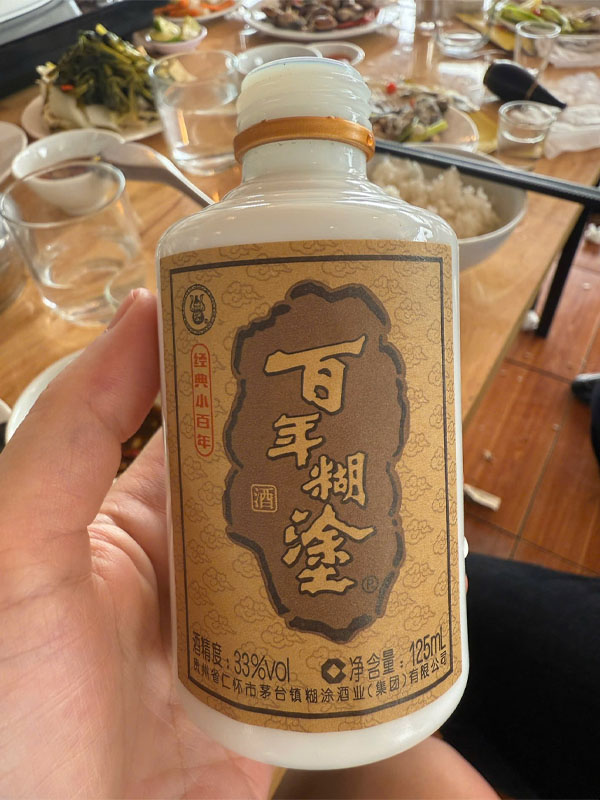 经典小百年
百年糊塗
酒
®
酒精度:33%vol
净含量:125mL
贵州省仁怀市茅台镇糊涂酒业(集团)有限公司